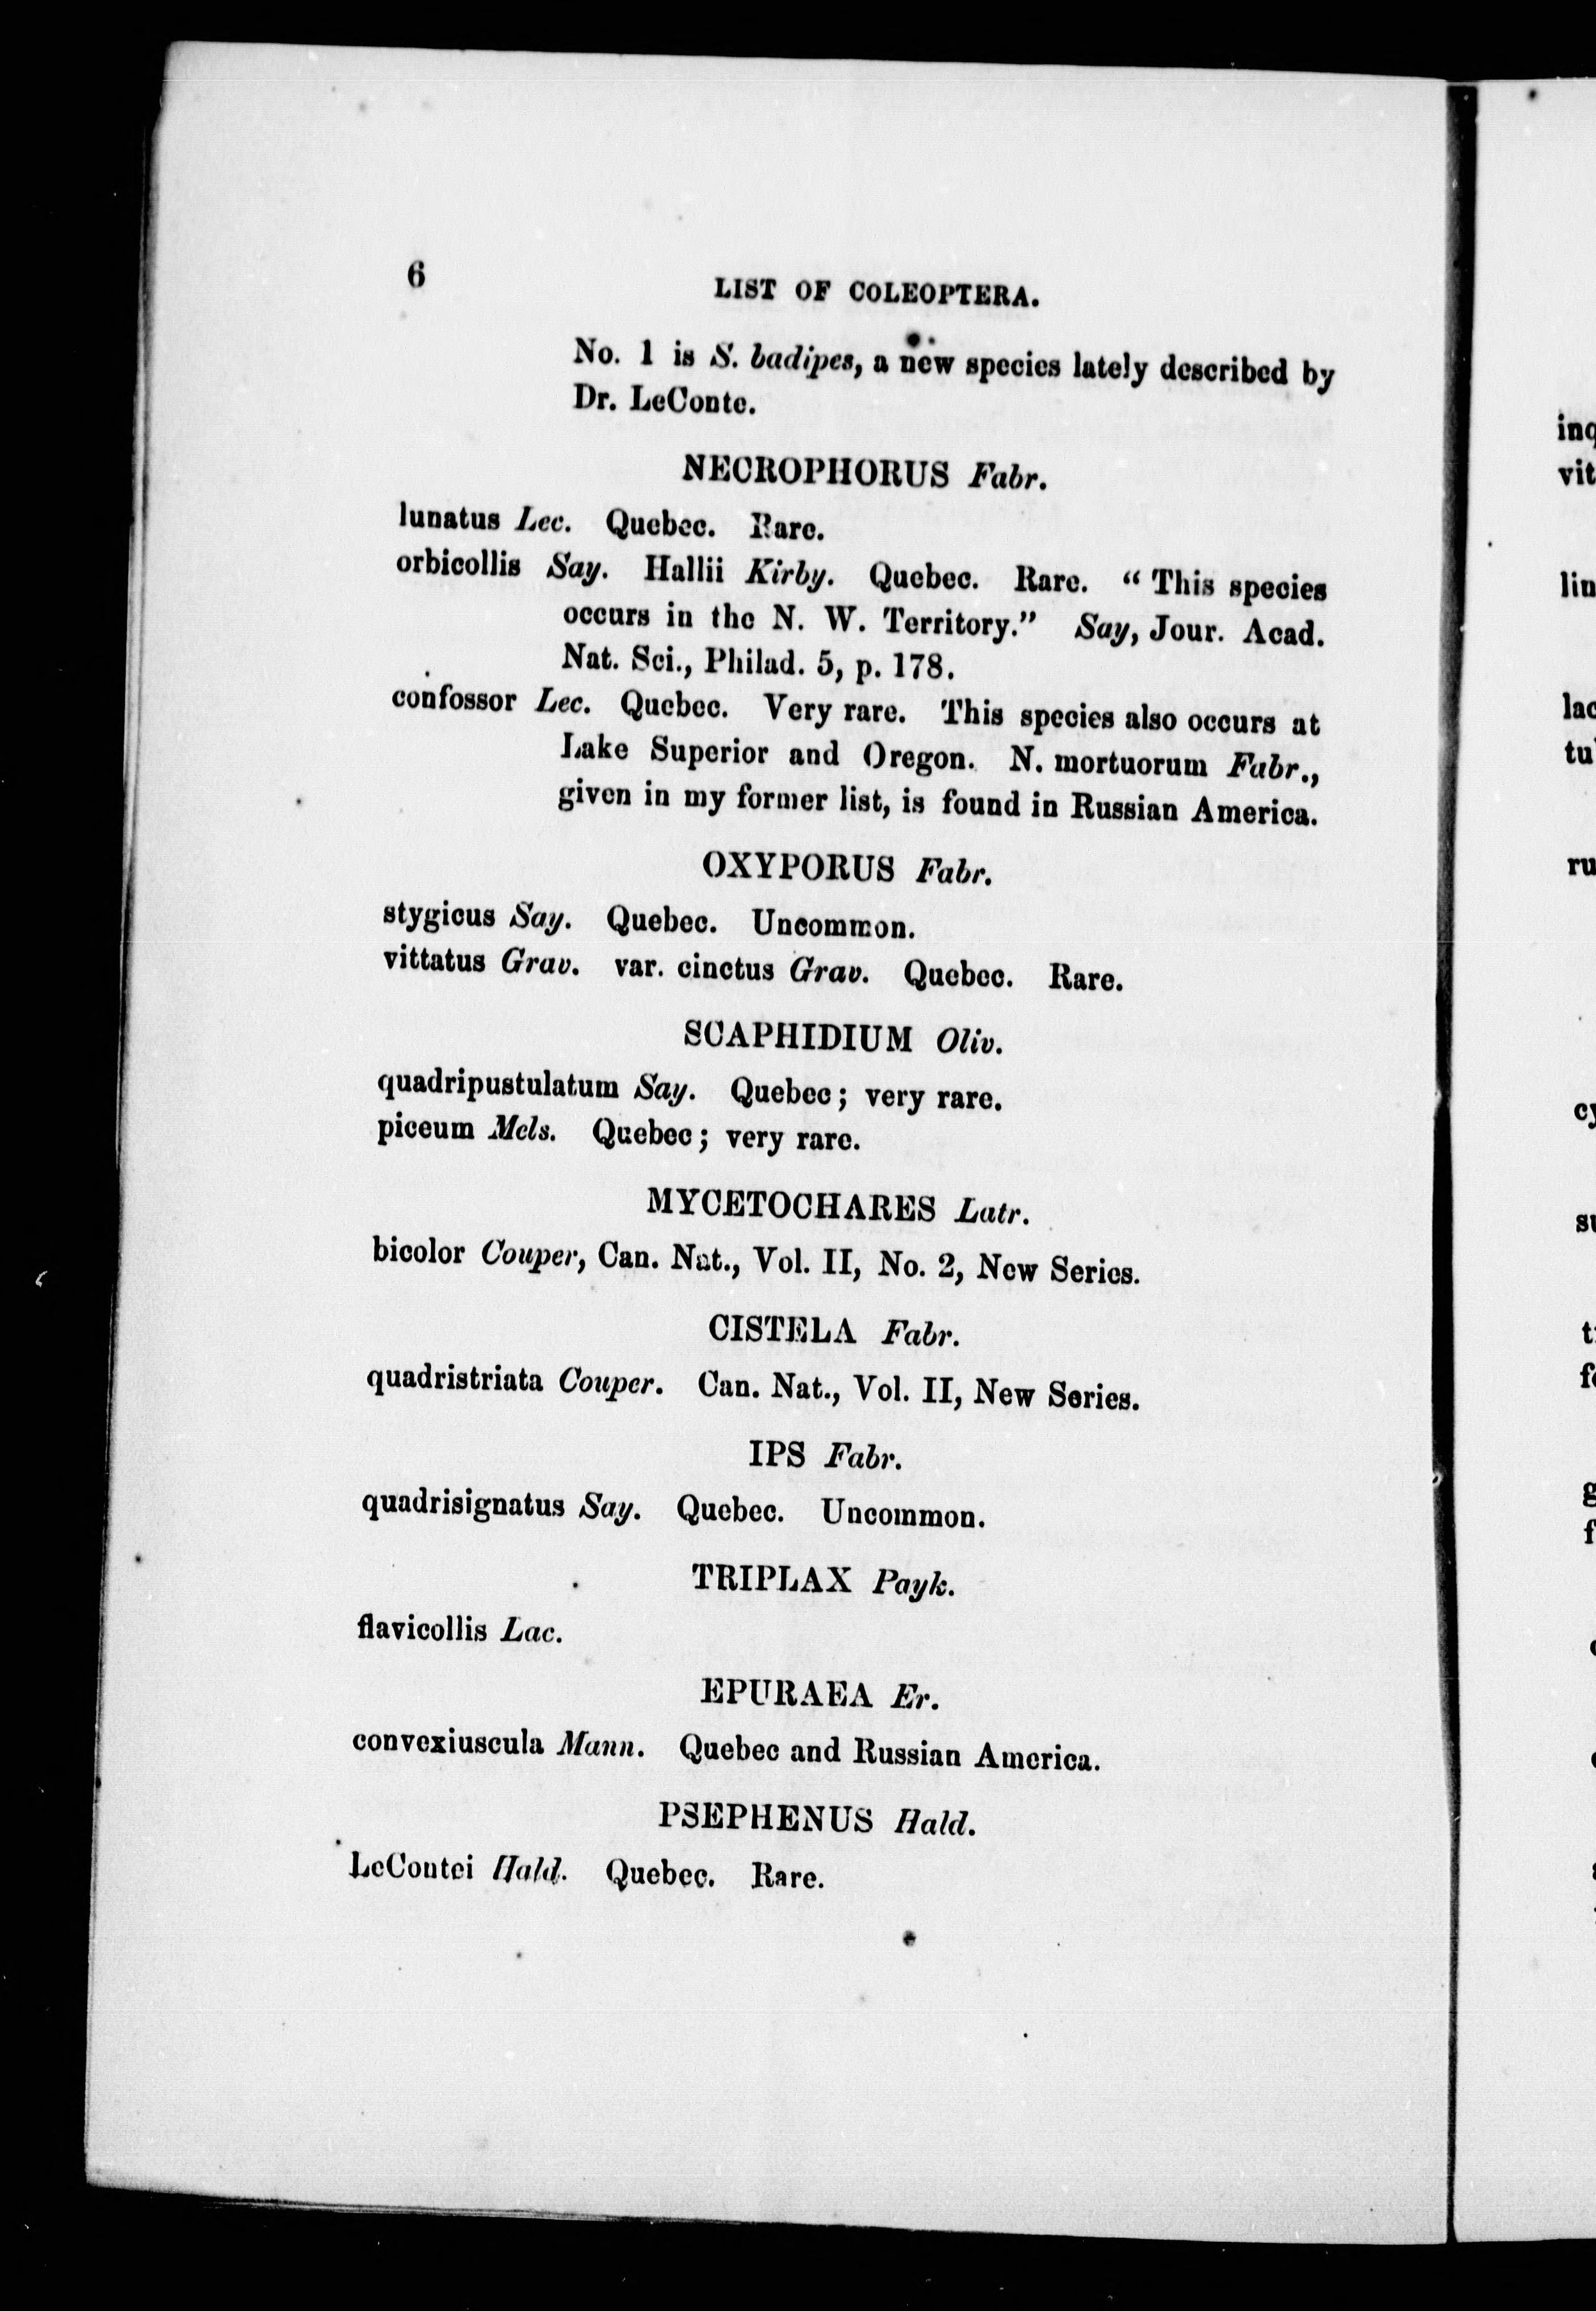 6
LIST OF COLEOPTERA.
No. 1 is S. badipes, a new species lately described by
Dr. LeConte.
NECROPHORUS Fabr.
lunatus Lec. Quebec. Rare.
orbicollis Say. Hallii Kirby. Quebec. Rare. “ This species
occurs in the N. W. Territory.” Say, Jour. Acad.
Nat. Sci., Philad. 5, p. 178.
confossor Lec. Quebec. Very rare. This species also occurs at
Lake Superior and Oregon. N. mortuorum Fabr.,
given in my former list, is found in Russian America.
OXYPORUS Fabr.
stygicus Say. Quebec. Uncommon.
vittatus Grav. var. cinctus Grav. Quebec. Rare.
SCAPHIDIUM Oliv.
quadripustulatum Say. Quebec; very rare.
piceum Mels. Quebec; very rare.
MYCETOCHARES Latr.
bicolor Couper, Can. Nat., Vol. II, No. 2, New Series.
CISTELA Fabr.
quadristriata Couper. Can. Nat., Vol. II, New Series.
IPS Fabr.
quadrisignatus Say. Quebec. Uncommon.
TRIPLAX Payk.
flavicollis Lac.
EPURAEA Er.
convexiuscula Mann. Quebec and Russian America.
PSEPHENUS Hald.
LeContei Hald. Quebec. Rare.